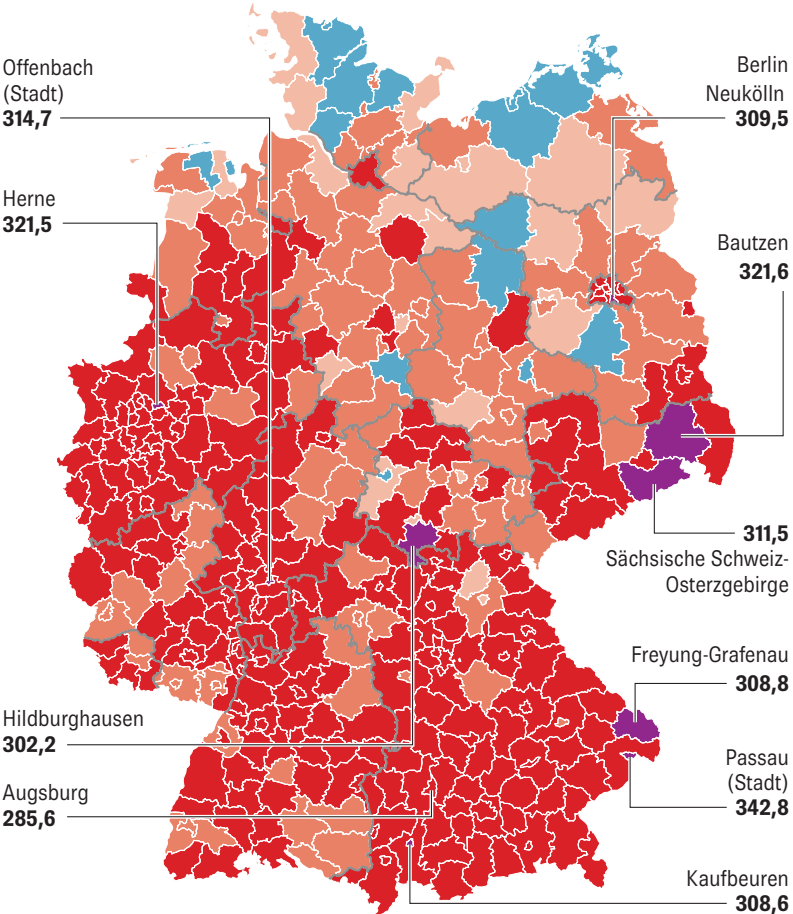 Offenbach
(Stadt)
314,7
Herne
321,5
Hildburghausen
302,2
Augsburg
285,6
Berlin
Neukölln
309,5
Bautzen
321,6
311,5
Sächsische Schweiz-
Osterzgebirge
Freyung-Grafenau
308,8
Passau
(Stadt)
342,8
Kaufbeuren
308,6